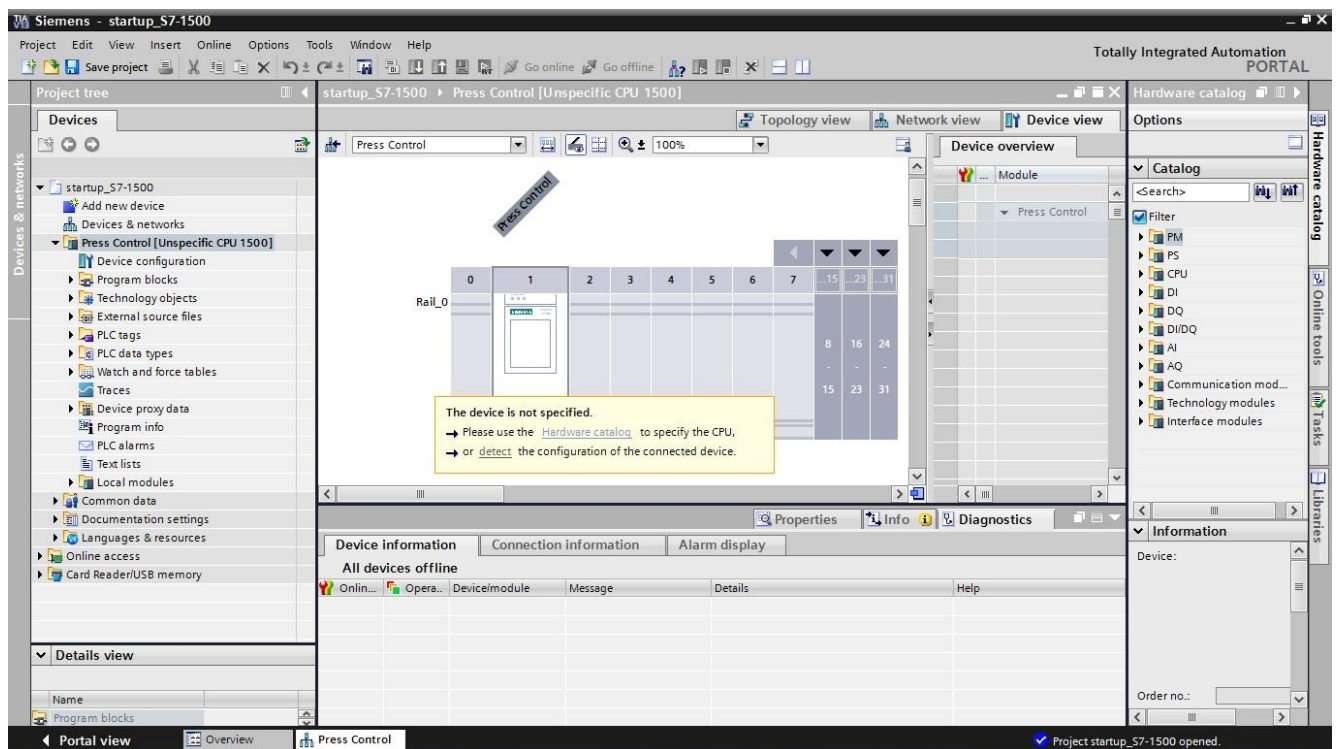 Siemens - startup_S7-1500
Project Edit View Insert Online Options Tools Window Help
Totally Integrated Automation
PORTAL
Save project Go online Go offline
Project tree
startup_S7-1500 Press Control [Unspecific CPU 1500]
Hardware catalog
Devices
Topology view Network view Device view
Options
Press Control 100%
Device overview
Devices & networks
startup_S7-1500
Add new device
Devices & networks
Press Control [Unspecific CPU 1500]
Device configuration
Program blocks
Technology objects
External source files
PLC tags
PLC data types
Watch and force tables
Traces
Device proxy data
Program info
PLC alarms
Text lists
Local modules
Common data
Documentation settings
Languages & resources
Online access
Card Reader/USB memory
Press Control
0 1 2 3 4 5 6 7 ...15 ...23 ...31
Rail_0
SIEMENS
8 16 24
- - -
15 23 31
The device is not specified.
Please use the Hardware catalog to specify the CPU,
or detect the configuration of the connected device.
... Module
Press Control
Catalog
<Search>
Filter
PM
PS
CPU
DI
DQ
DI/DQ
AI
AQ
Communication mod...
Technology modules
Interface modules
Information
Device:
Order no.:
Hardware catalog
Online tools
Tasks
Libraries
Properties Info Diagnostics
Device information Connection information Alarm display
All devices offline
Onlin... Opera.. Device/module Message Details Help
Details view
Name
Program blocks
Portal view Overview Press Control Project startup_S7-1500 opened.